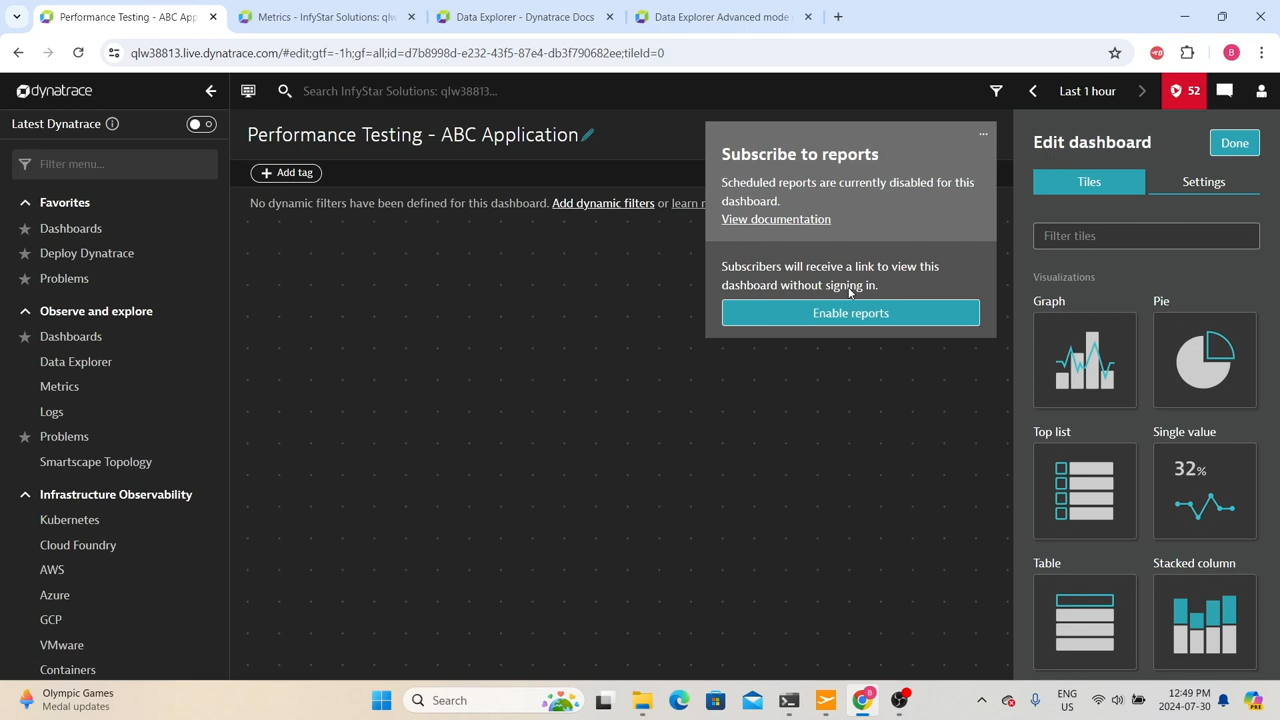 Performance Testing - ABC App
Metrics - InfyStar Solutions: qlw
Data Explorer - Dynatrace Docs
Data Explorer Advanced mode
qlw38813.live.dynatrace.com/#edit;gtf=-1h;gf=all;id=d7b8998d-e232-43f5-87e4-db3f790682ee;tileId=0
B
dynatrace
Search InfyStar Solutions: qlw38813...
Last 1 hour
52
Latest Dynatrace
Filter menu...
Favorites
Dashboards
Deploy Dynatrace
Problems
Observe and explore
Dashboards
Data Explorer
Metrics
Logs
Problems
Smartscape Topology
Infrastructure Observability
Kubernetes
Cloud Foundry
AWS
Azure
GCP
VMware
Containers
Performance Testing - ABC Application
Add tag
No dynamic filters have been defined for this dashboard. Add dynamic filters or learn
Subscribe to reports
Scheduled reports are currently disabled for this
dashboard.
View documentation
Subscribers will receive a link to view this
dashboard without signing in.
Enable reports
Edit dashboard
Done
Tiles
Settings
Filter tiles
Visualizations
Graph
Pie
Top list
Single value
32%
Table
Stacked column
Olympic Games
Medal updates
Search
ENG
US
12:49 PM
2024-07-30
PRE